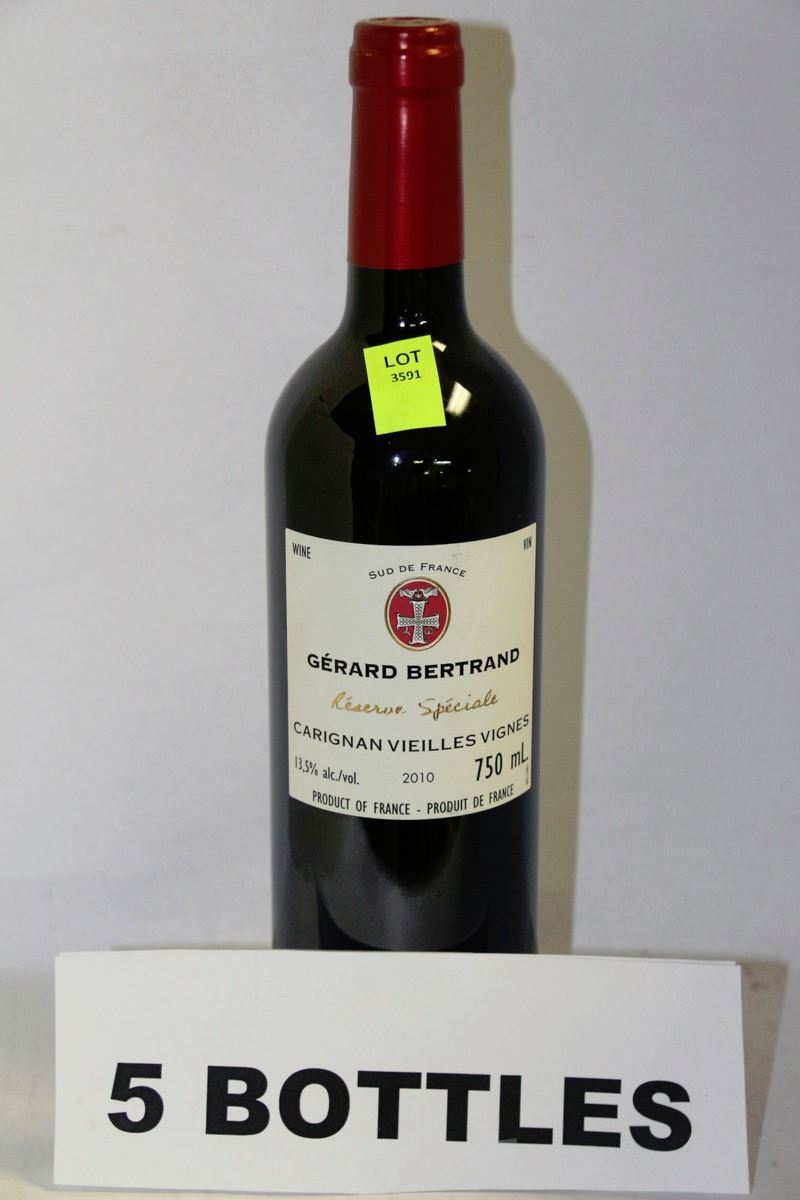 LOT
3591
WINE VIN
SUD DE FRANCE
GÉRARD BERTRAND
Réserve Spéciale
CARIGNAN VIEILLES VIGNES
13,5% alc./vol. 2010 750 mL.
PRODUCT OF FRANCE - PRODUIT DE FRANCE
5 BOTTLES